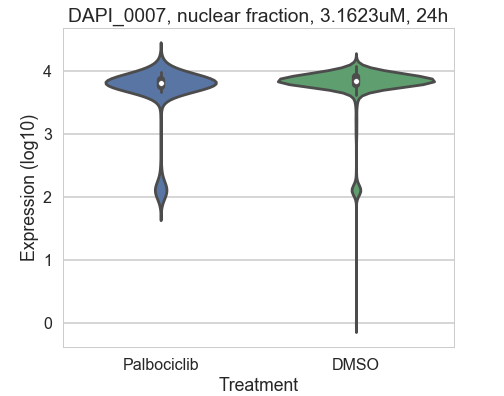 DAPI_0007, nuclear fraction, 3.1623uM, 24h
Expression (log10)
4
3
2
1
0
Palbociclib DMSO
Treatment